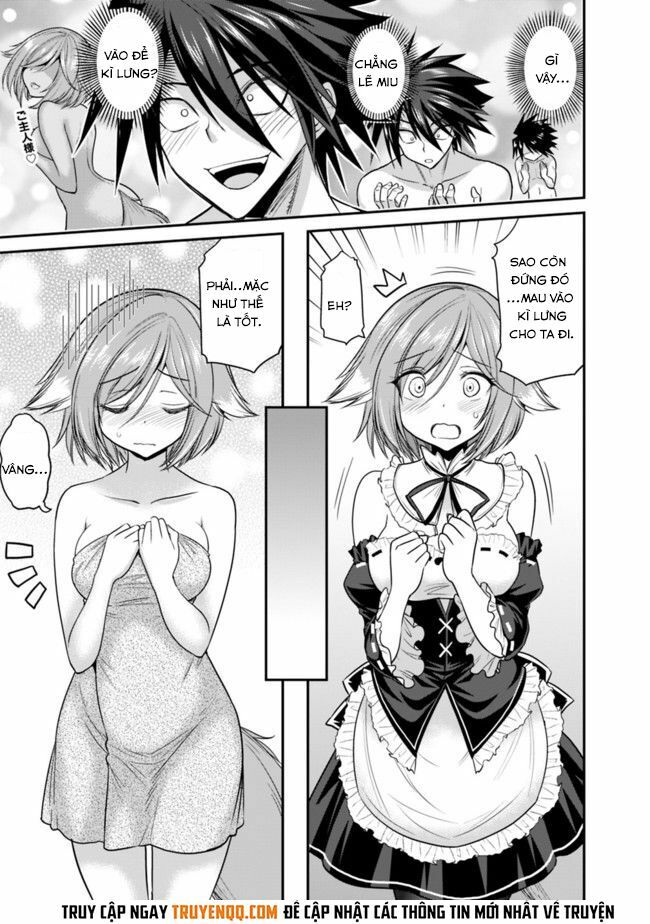 GÌ
VẬY...
CHẲNG
LẼ MIU
VÀO ĐỂ
KÌ LƯNG?
ご主人様♡
SAO CÒN
ĐỨNG ĐÓ
...MAU VÀO
KÌ LƯNG
CHO TA ĐI.
EH?
PHẢI..MẶC
NHƯ THẾ
LÀ TỐT.
VÂNG...
TRUY CẬP NGAY TRUYENQQ.COM ĐỂ CẬP NHẬT CÁC THÔNG TIN MỚI NHẤT VỀ TRUYỆN